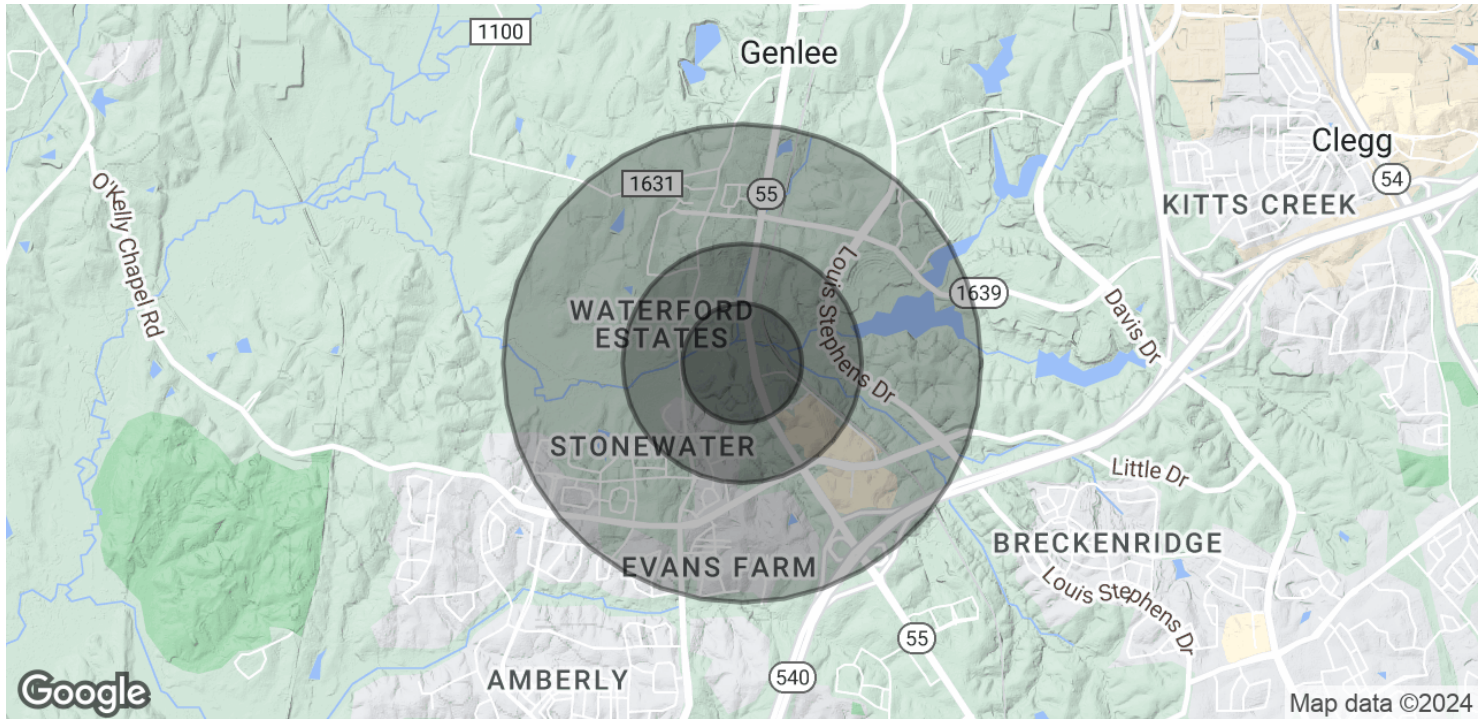 1100
Genlee
Clegg
O'Kelly Chapel Rd
1631
55
54
KITTS CREEK
Louis Stephens Dr
1639
WATERFORD
ESTATES
Davis Dr
STONEWATER
Little Dr
BRECKENRIDGE
EVANS FARM
Louis Stephens Dr
55
AMBERLY
540
Google
Map data ©2024